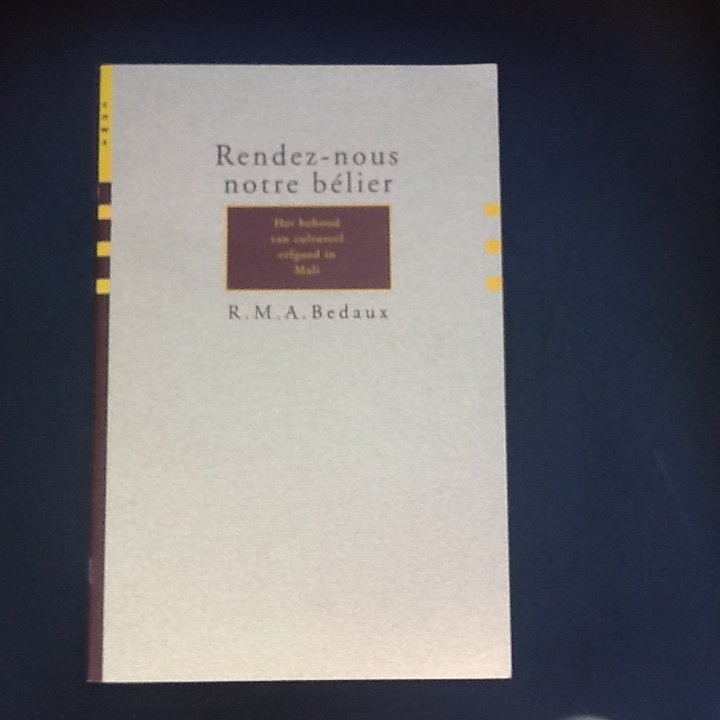 Rendez-nous
notre bélier
Het behoud
van cultureel
erfgoed in
Mali
R.M.A.Bedaux